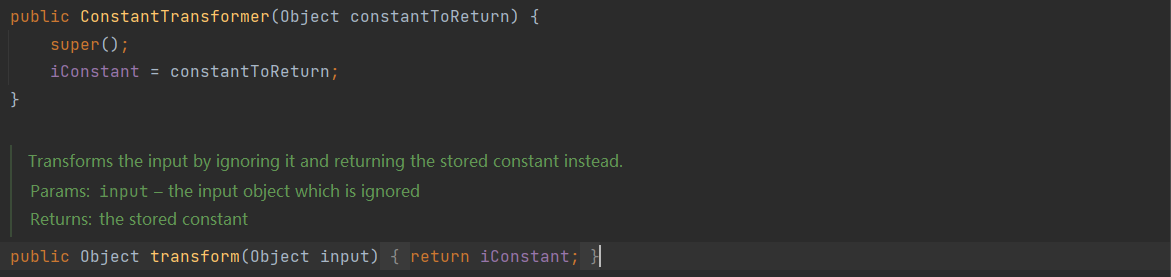 public ConstantTransformer(Object constantToReturn) {
super();
iConstant = constantToReturn;
}
Transforms the input by ignoring it and returning the stored constant instead.
Params: input – the input object which is ignored
Returns: the stored constant
public Object transform(Object input) { return iConstant; }